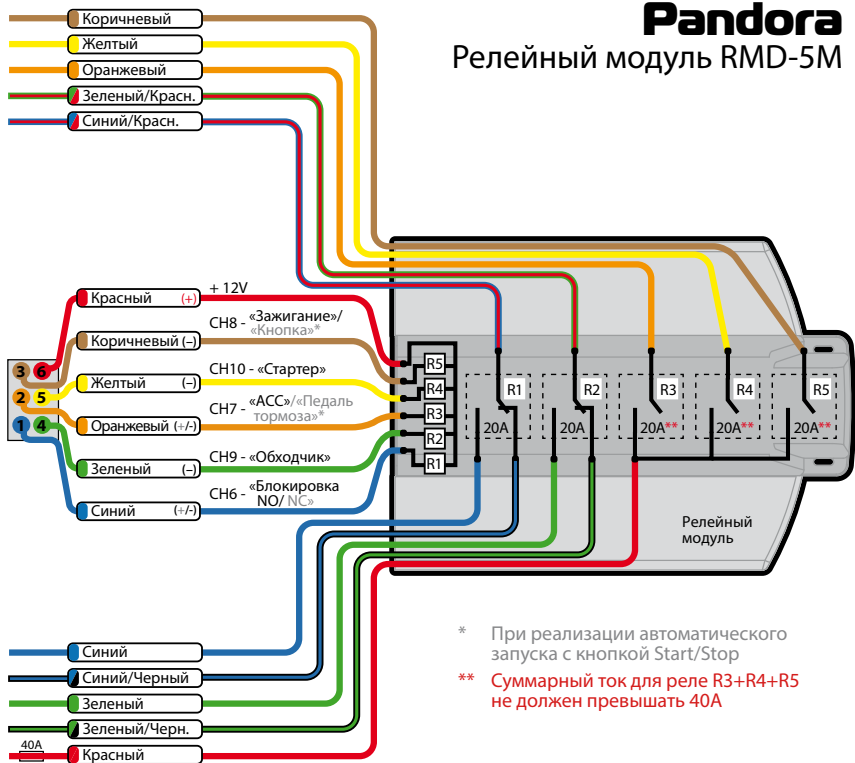 Pandora
Релейный модуль RMD-5M
Коричневый
Желтый
Оранжевый
Зеленый/Красн.
Синий/Красн.
Красный (+)
+ 12V
Коричневый (–)
CH8 - «Зажигание»/
«Кнопка»*
Желтый (–)
CH10 - «Стартер»
Оранжевый (+/-)
CH7 - «ACC»/«Педаль
тормоза»*
Зеленый (–)
CH9 - «Обходчик»
Синий (+/-)
CH6 - «Блокировка
NO/ NC»
3 6
2 5
1 4
R5
R4
R3
R2
R1
R1 R2 R3 R4 R5
20A 20A 20A** 20A** 20A**
Релейный
модуль
Синий
Синий/Черный
Зеленый
Зеленый/Черн.
40A
Красный
* При реализации автоматического
запуска с кнопкой Start/Stop
** Суммарный ток для реле R3+R4+R5
не должен превышать 40A